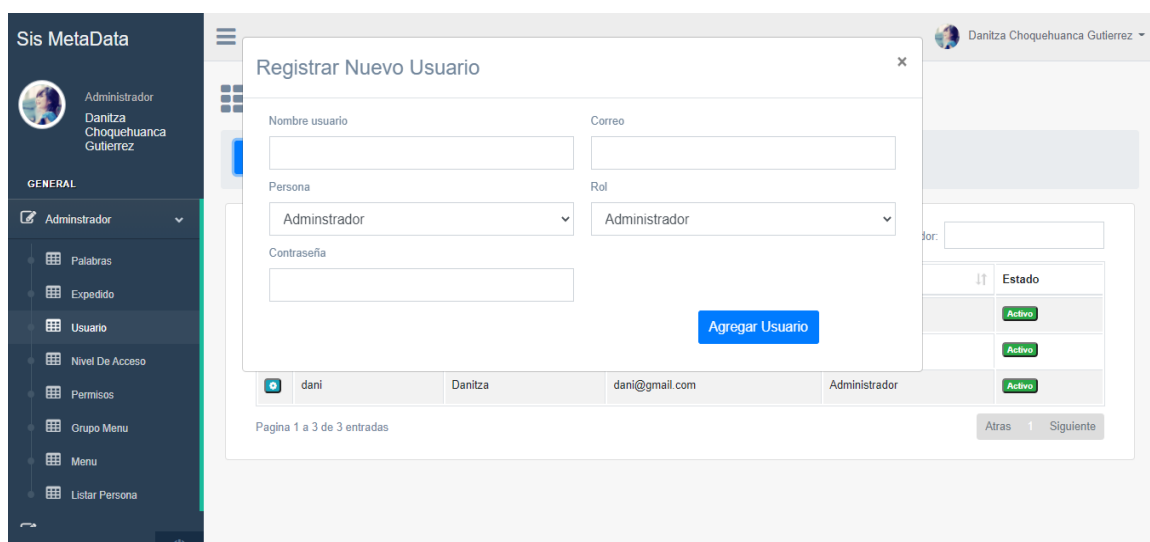 Sis MetaData
Danitza Choquehuanca Gutierrez
Administrador
Danitza
Choquehuanca
Gutierrez
GENERAL
Adminstrador
Palabras
Expedido
Usuario
Nivel De Acceso
Permisos
Grupo Menu
Menu
Listar Persona
Registrar Nuevo Usuario
×
Nombre usuario
Correo
Persona
Rol
Adminstrador
Administrador
Contraseña
Agregar Usuario
Estado
Activo
Activo
dani Danitza dani@gmail.com Administrador Activo
Pagina 1 a 3 de 3 entradas
Atras 1 Siguiente